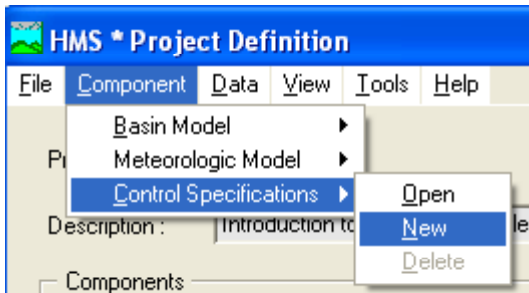 HMS * Project Definition
File Component Data View Tools Help
Basin Model
Meteorologic Model
Control Specifications Open
Description : Introduction New
Components Delete